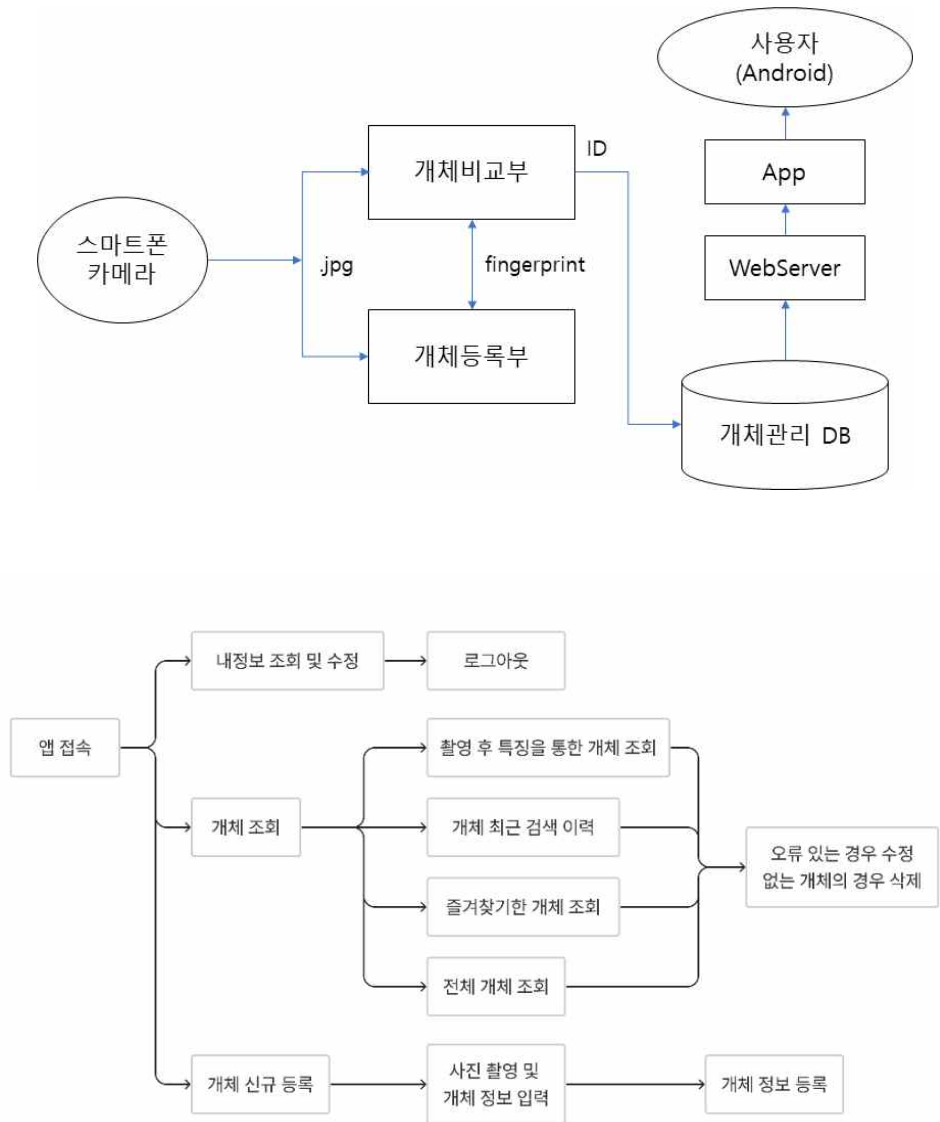 사용자
(Android)
App
WebServer
개체관리 DB
개체비교부
ID
스마트폰
카메라
.jpg
fingerprint
개체등록부
내정보 조회 및 수정
로그아웃
앱 접속
촬영 후 특징을 통한 개체 조회
개체 조회
개체 최근 검색 이력
오류 있는 경우 수정
없는 개체의 경우 삭제
즐겨찾기한 개체 조회
전체 개체 조회
개체 신규 등록
사진 촬영 및
개체 정보 입력
개체 정보 등록